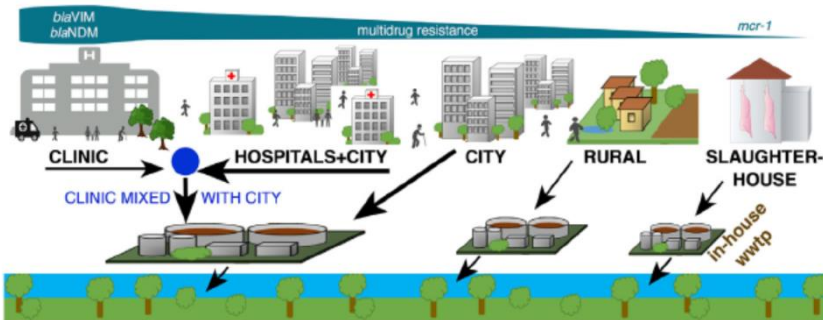 blaVIM
blaNDM
multidrug resistance
mcr-1
H
CLINIC
HOSPITALS+CITY
CITY
RURAL
SLAUGHTER-
HOUSE
CLINIC MIXED
WITH CITY
in-house
wwtp